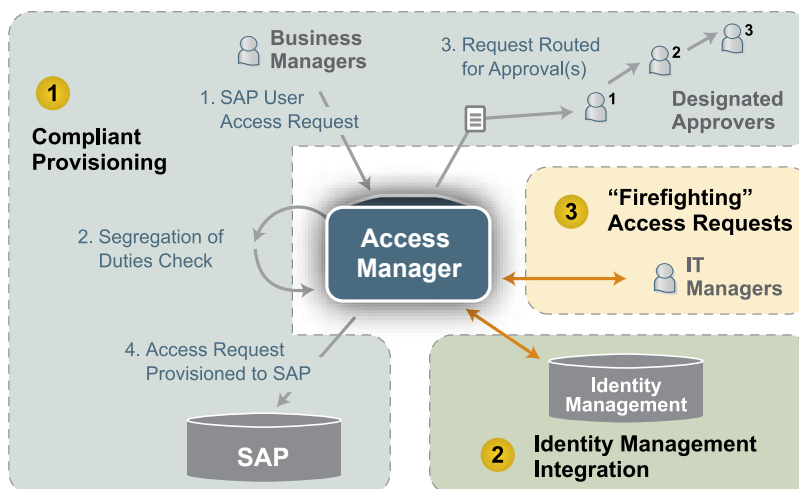 1
Compliant
Provisioning
Business
Managers
1. SAP User
Access Request
3. Request Routed
for Approval(s)
1
2
3
Designated
Approvers
2. Segregation of
Duties Check
Access
Manager
4. Access Request
Provisioned to SAP
SAP
3
“Firefighting”
Access Requests
IT
Managers
Identity
Management
2
Identity Management
Integration